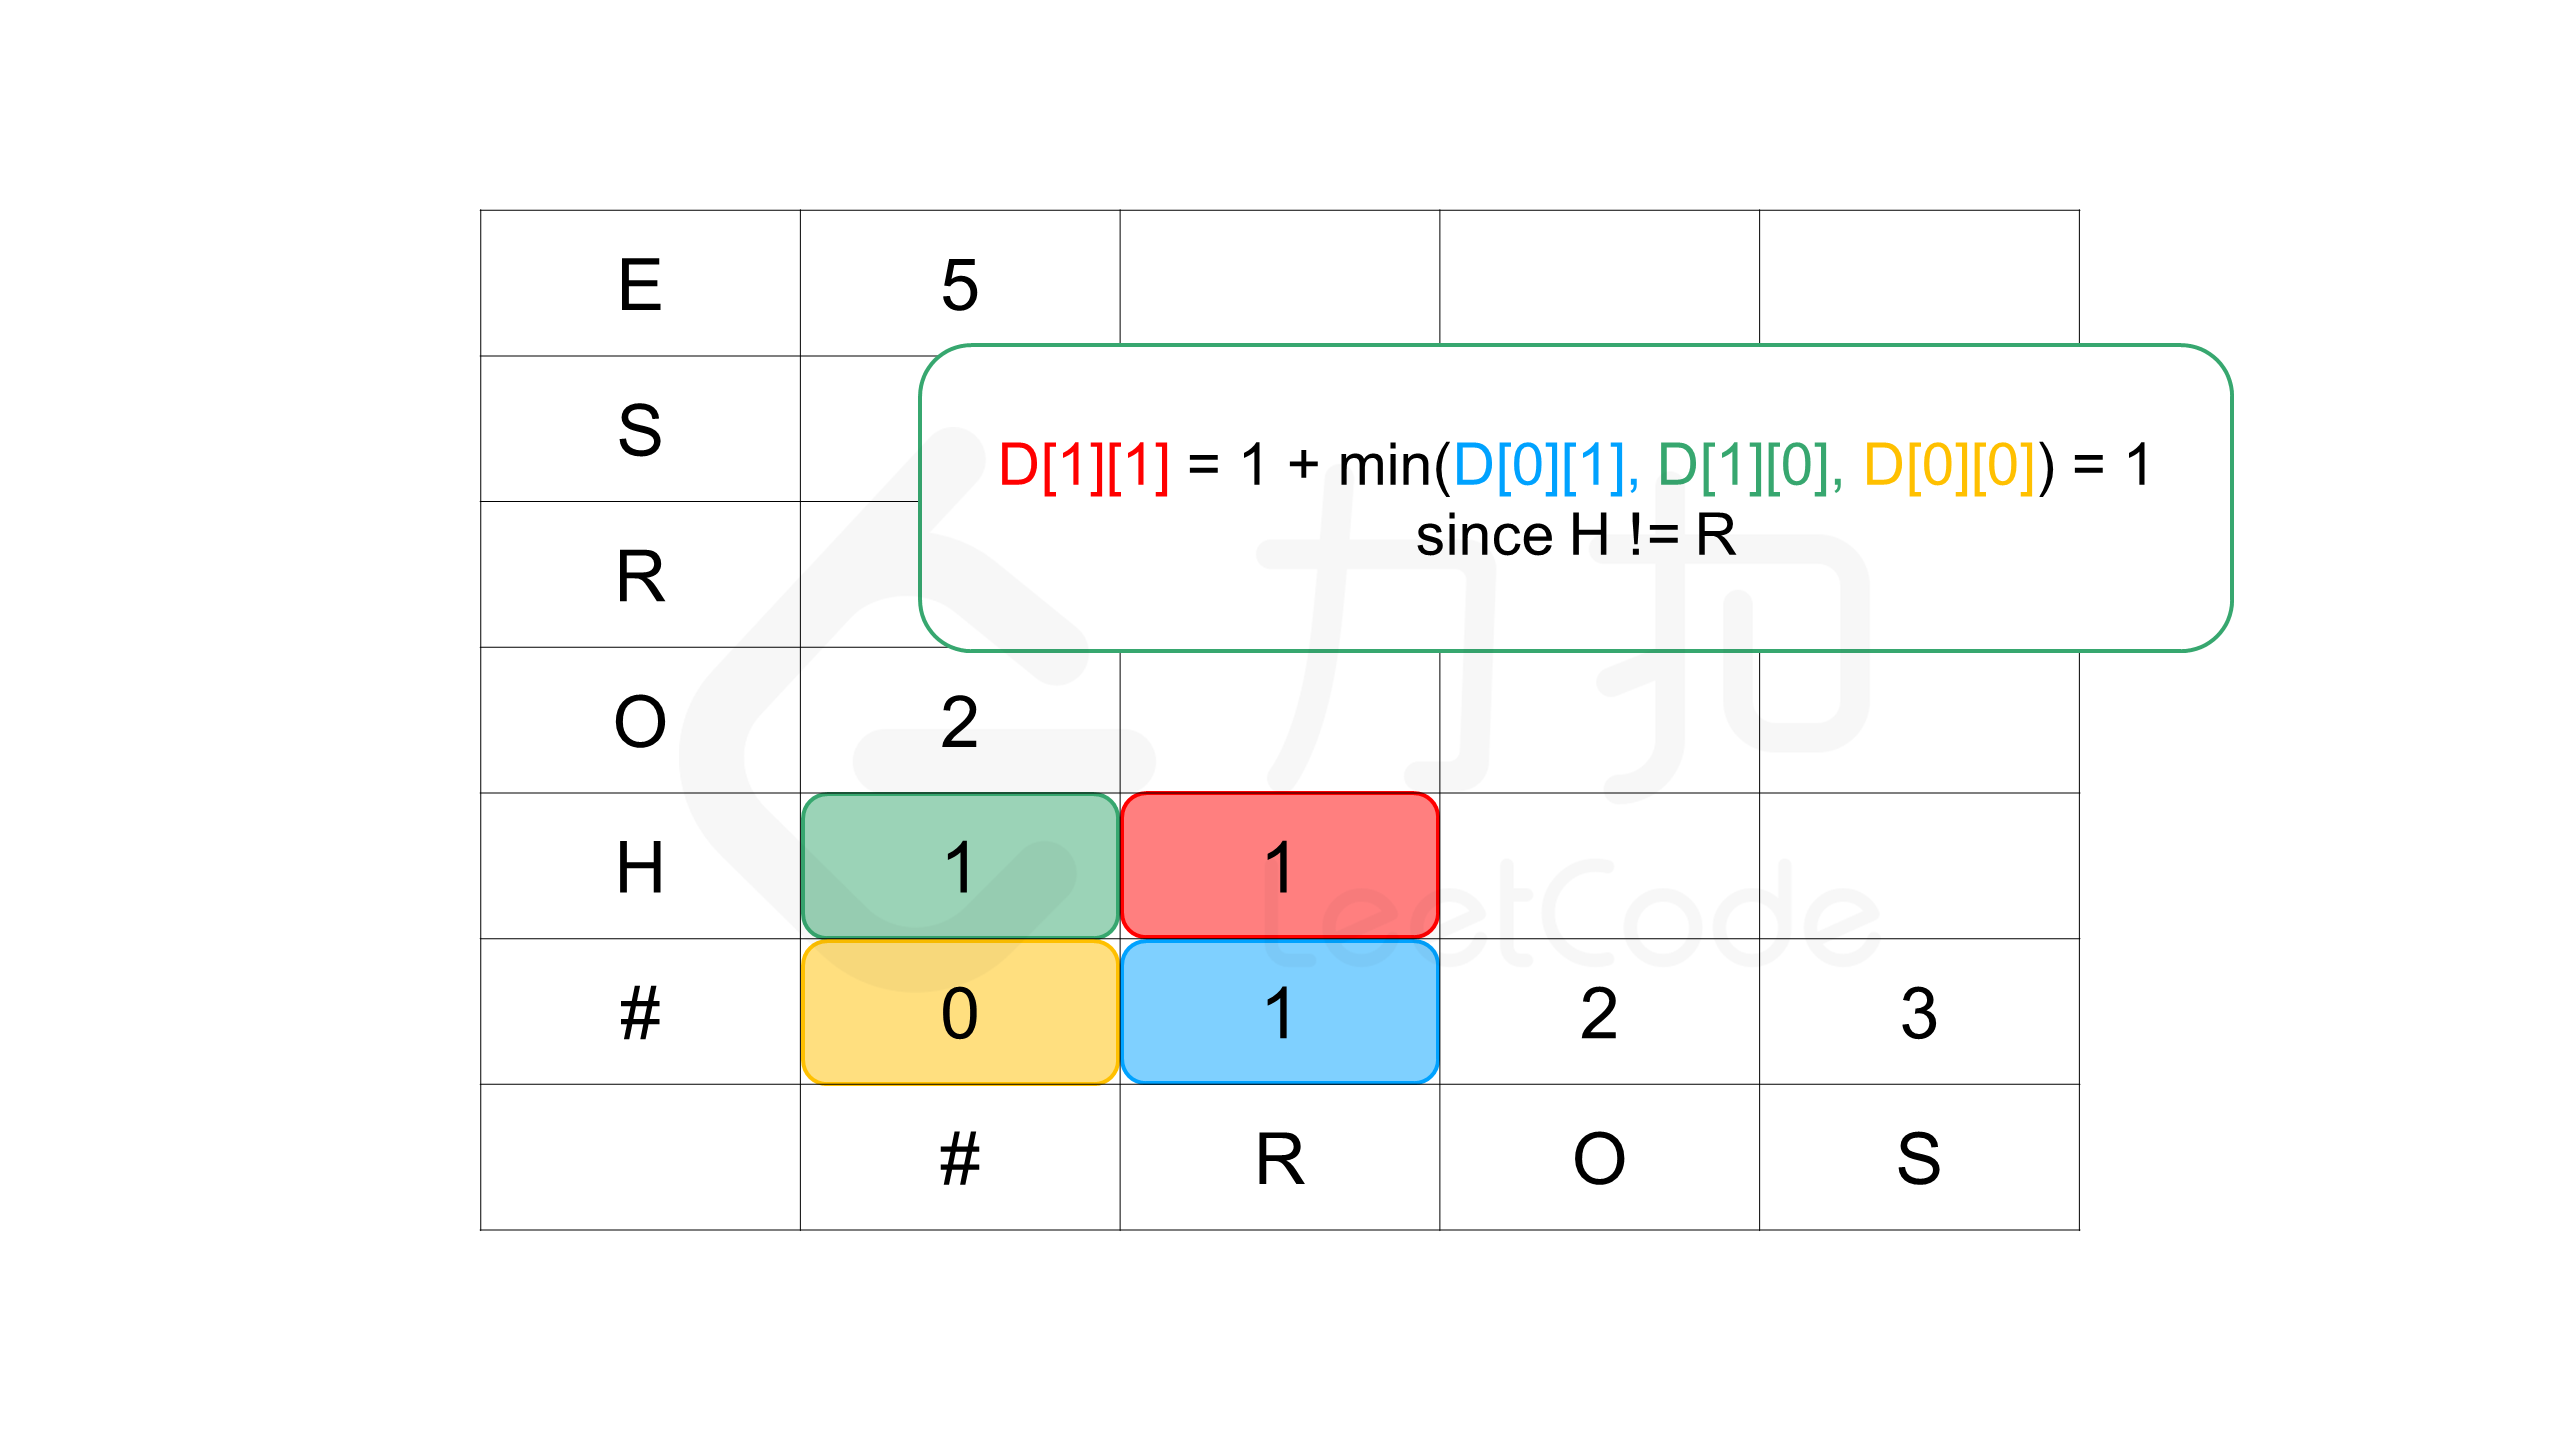 E 5
S
D[1][1] = 1 + min(D[0][1], D[1][0], D[0][0]) = 1
since H != R
R
O 2
力扣
H 1 1
LeetCode
# 0 1 2 3
# R O S